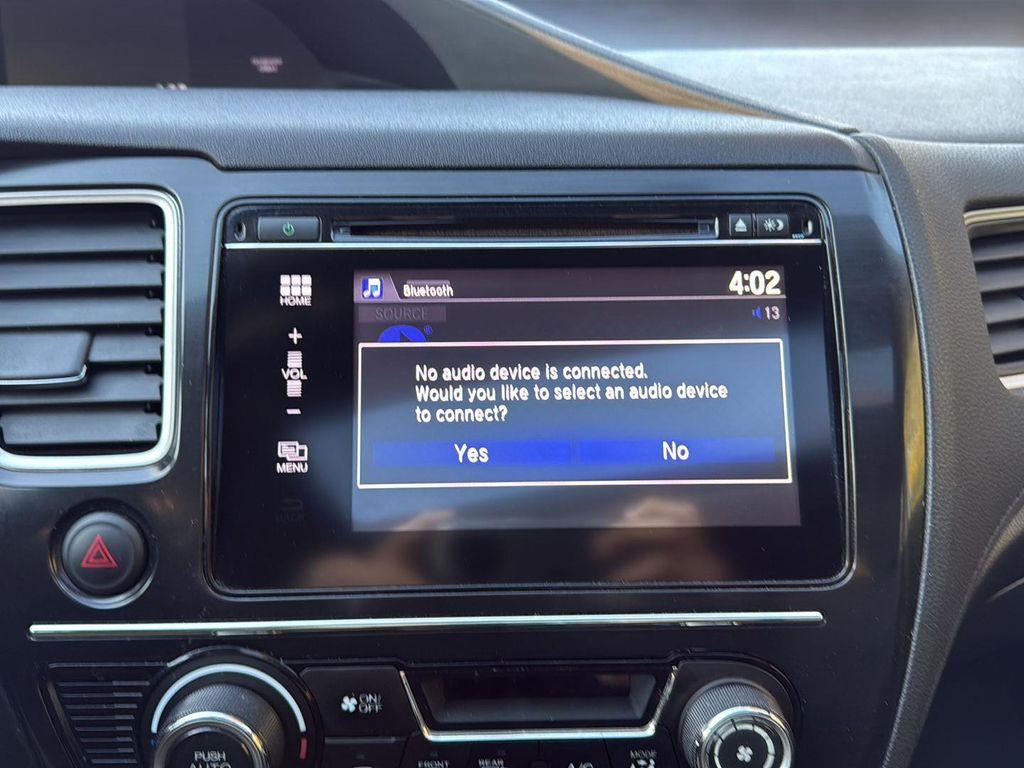 HOME
+
VOL
-
MENU
BACK
Bluetooth
4:02
SOURCE
13
No audio device is connected.
Would you like to select an audio device
to connect?
Yes
No
ON/
OFF
PUSH
AUTO
FRONT
REAR
A/C
MODE